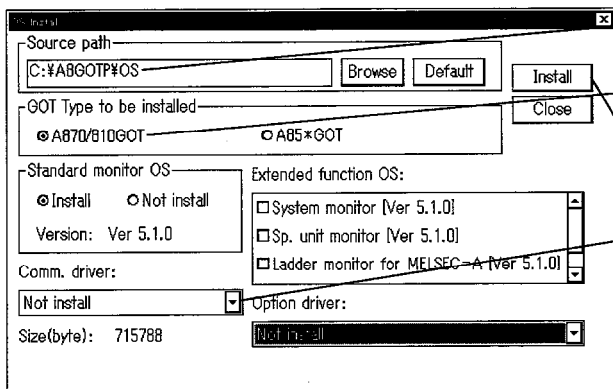 OS Install
Source path
C:¥A8GOTP¥OS
Browse
Default
Install
GOT Type to be installed
A870/810GOT
A85*GOT
Close
Standard monitor OS
Install
Not install
Version: Ver 5.1.0
Extended function OS:
System monitor [Ver 5.1.0]
Sp. unit monitor [Ver 5.1.0]
Ladder monitor for MELSEC-A [Ver 5.1.0]
Comm. driver:
Not install
Option driver:
Not install
Size(byte): 715788